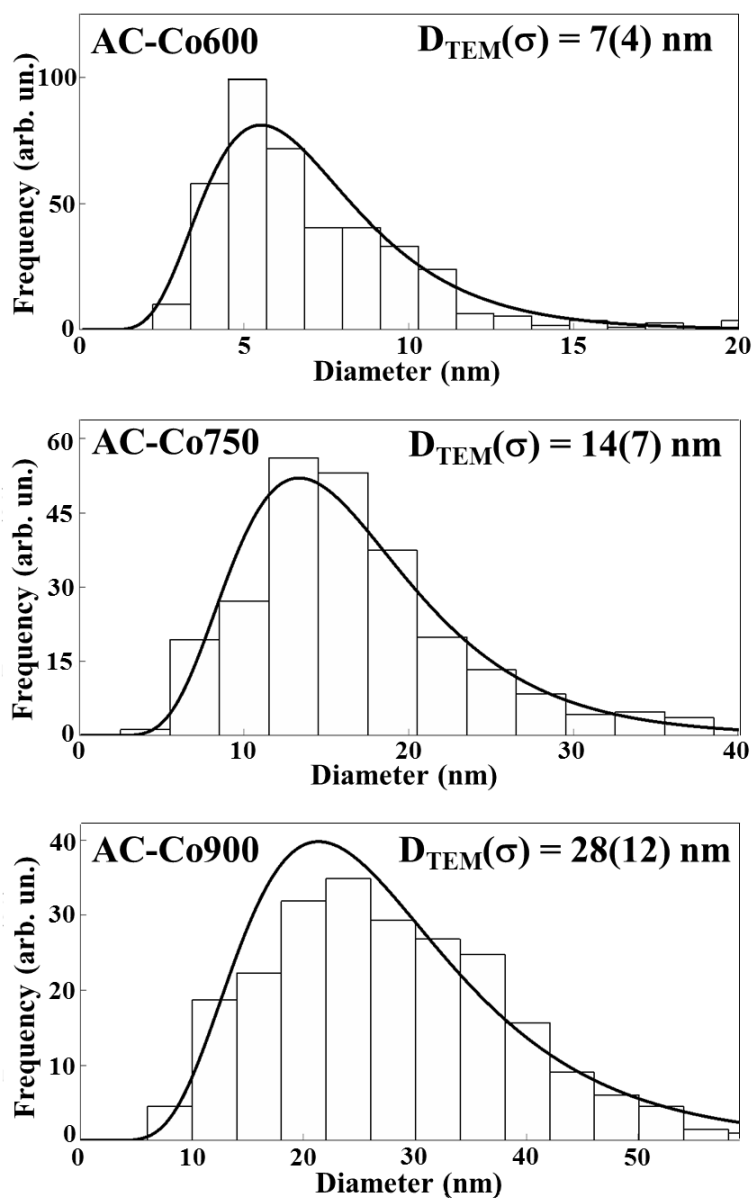 AC-Co600 D_TEM(σ) = 7(4) nm
Frequency (arb. un.)
100
50
0
0 5 10 15 20
Diameter (nm)
AC-Co750 D_TEM(σ) = 14(7) nm
Frequency (arb. un.)
60
45
30
15
0
0 10 20 30 40
Diameter (nm)
AC-Co900 D_TEM(σ) = 28(12) nm
Frequency (arb. un.)
40
30
20
10
0
0 10 20 30 40 50
Diameter (nm)